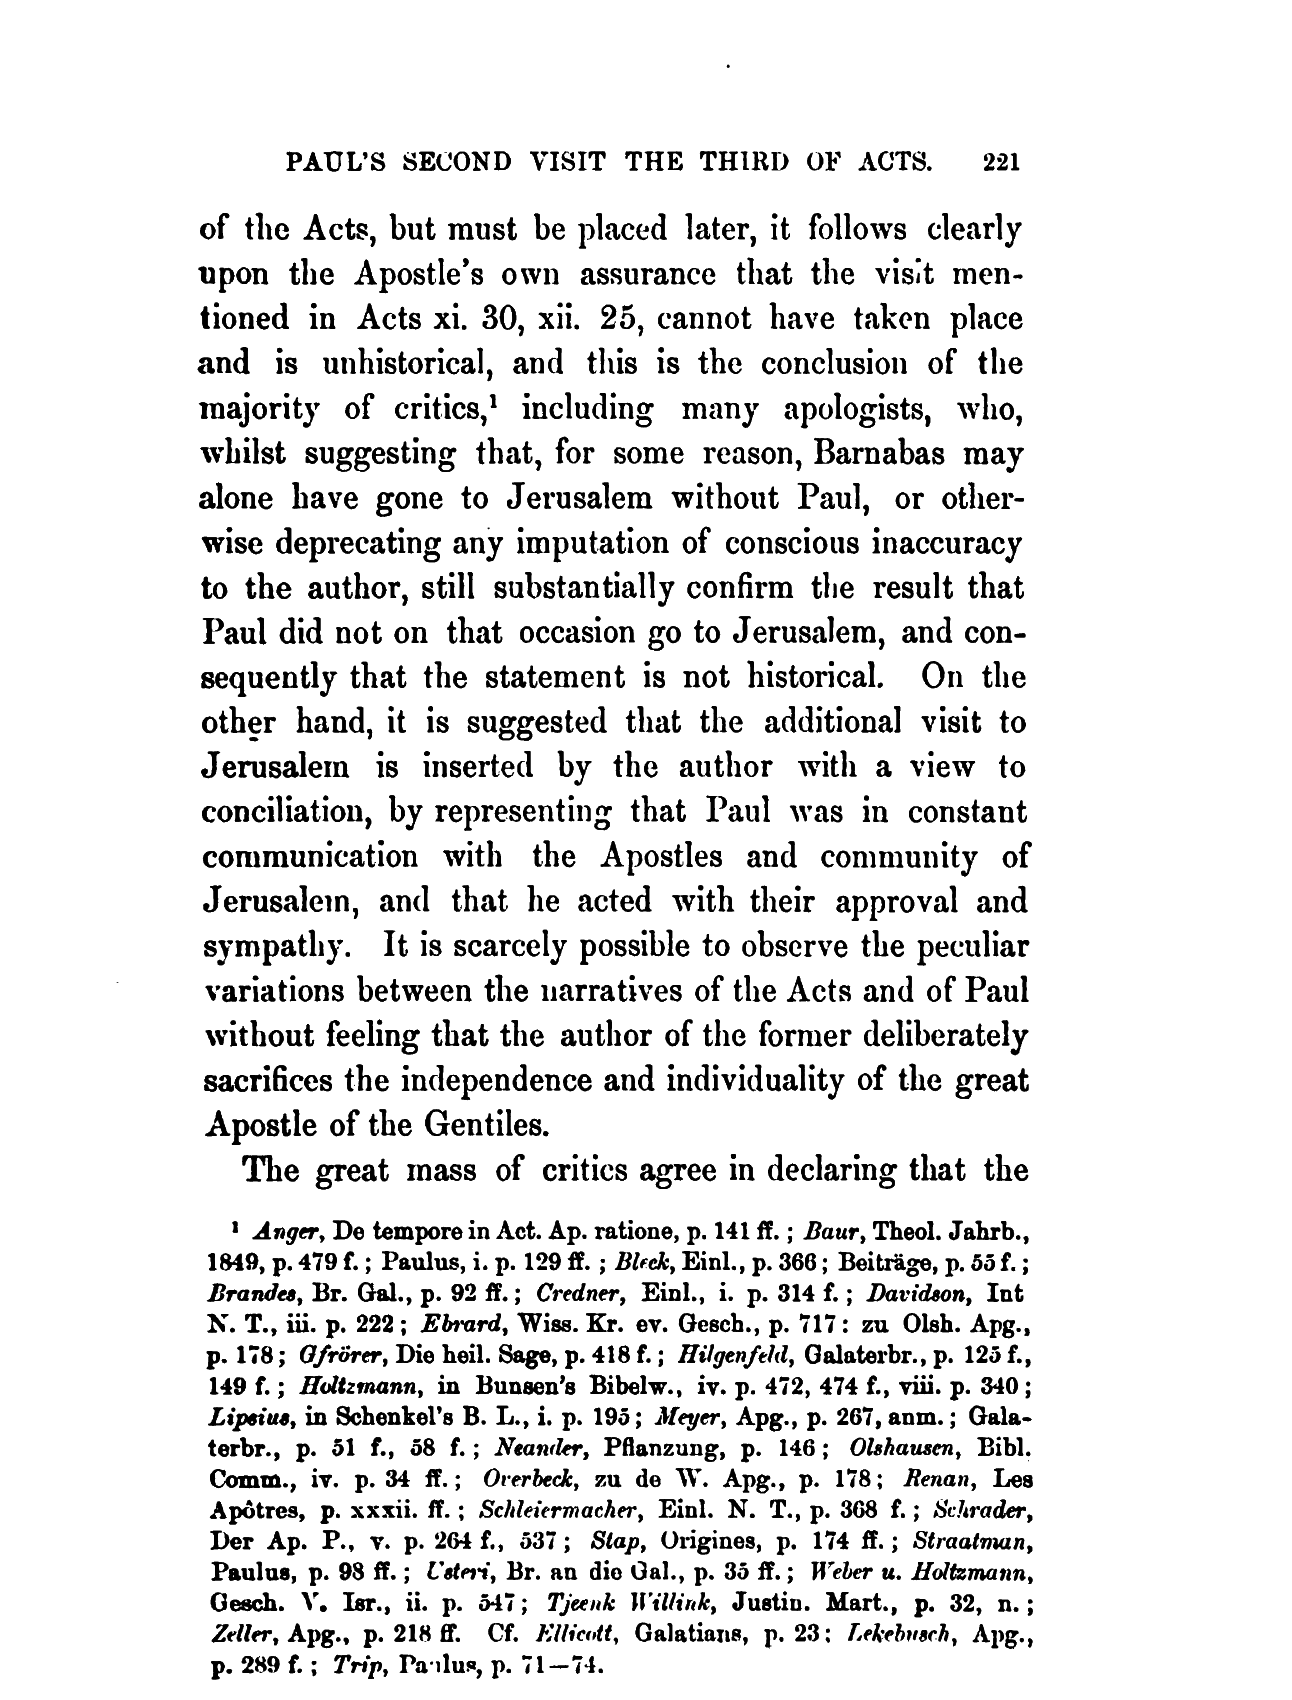 PAUL'S SECOND VISIT THE THIRD OF ACTS. 221
of the Acts, but must be placed later, it follows clearly
upon the Apostle's own assurance that the visit men-
tioned in Acts xi. 30, xii. 25, cannot have taken place
and is unhistorical, and this is the conclusion of the
majority of critics,¹ including many apologists, who,
whilst suggesting that, for some reason, Barnabas may
alone have gone to Jerusalem without Paul, or other-
wise deprecating any imputation of conscious inaccuracy
to the author, still substantially confirm the result that
Paul did not on that occasion go to Jerusalem, and con-
sequently that the statement is not historical. On the
other hand, it is suggested that the additional visit to
Jerusalem is inserted by the author with a view to
conciliation, by representing that Paul was in constant
communication with the Apostles and community of
Jerusalem, and that he acted with their approval and
sympathy. It is scarcely possible to observe the peculiar
variations between the narratives of the Acts and of Paul
without feeling that the author of the former deliberately
sacrifices the independence and individuality of the great
Apostle of the Gentiles.
The great mass of critics agree in declaring that the
¹ Anger, De tempore in Act. Ap. ratione, p. 141 ff. ; Baur, Theol. Jahrb.,
1849, p. 479 f. ; Paulus, i. p. 129 ff. ; Bleek, Einl., p. 366 ; Beiträge, p. 55 f. ;
Brandes, Br. Gal., p. 92 ff. ; Credner, Einl., i. p. 314 f. ; Davidson, Int
N. T., iii. p. 222 ; Ebrard, Wiss. Kr. ev. Gesch., p. 717 : zu Olsh. Apg.,
p. 178 ; Gfrörer, Die heil. Sage, p. 418 f. ; Hilgenfeld, Galaterbr., p. 125 f.,
149 f. ; Holtzmann, in Bunsen's Bibelw., iv. p. 472, 474 f., viii. p. 340 ;
Lipsius, in Schenkel's B. L., i. p. 195 ; Meyer, Apg., p. 267, anm. ; Gala-
terbr., p. 51 f., 58 f. ; Neander, Pflanzung, p. 146 ; Olshausen, Bibl.
Comm., iv. p. 34 ff. ; Overbeck, zu de W. Apg., p. 178 ; Renan, Les
Apôtres, p. xxxii. ff. ; Schleiermacher, Einl. N. T., p. 368 f. ; Schrader,
Der Ap. P., v. p. 264 f., 537 ; Stap, Origines, p. 174 ff. ; Straatman,
Paulus, p. 98 ff. ; Usteri, Br. an die Gal., p. 35 ff. ; Weber u. Holtzmann,
Gesch. V. Isr., ii. p. 547 ; Tjeenk Willink, Justin. Mart., p. 32, n. ;
Zeller, Apg., p. 218 ff. Cf. Ellicott, Galatians, p. 23 ; Lekebusch, Apg.,
p. 289 f. ; Trip, Paulus, p. 71—74.